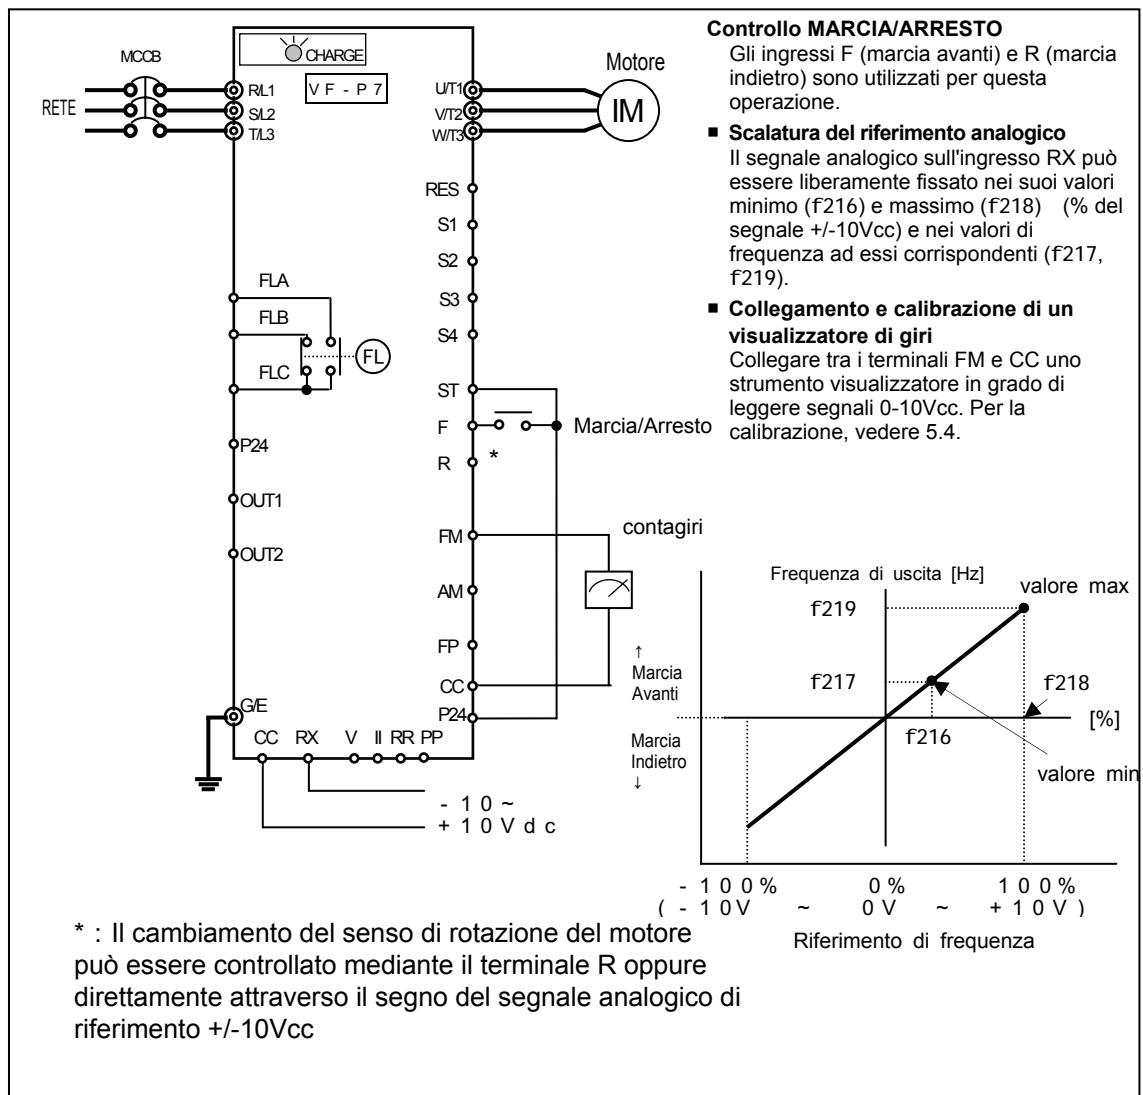 CHARGE
VF-P7
MCCB
RETE
R/L1
S/L2
T/L3
U/T1
V/T2
W/T3
Motore
IM
RES
S1
S2
S3
S4
FLA
FLB
FLC
FL
ST
F
R
*
Marcia/Arresto
P24
OUT1
OUT2
FM
AM
FP
CC
P24
contagiri
G/E
CC RX V II RR PP
-10~
+10Vdc
Controllo MARCIA/ARRESTO
Gli ingressi F (marcia avanti) e R (marcia
indietro) sono utilizzati per questa
operazione.
■ Scalatura del riferimento analogico
Il segnale analogico sull'ingresso RX può
essere liberamente fissato nei suoi valori
minimo (f216) e massimo (f218) (% del
segnale +/-10Vcc) e nei valori di
frequenza ad essi corrispondenti (f217,
f219).
■ Collegamento e calibrazione di un
visualizzatore di giri
Collegare tra i terminali FM e CC uno
strumento visualizzatore in grado di
leggere segnali 0-10Vcc. Per la
calibrazione, vedere 5.4.
Frequenza di uscita [Hz]
valore max
f219
f217
f218
↑
Marcia
Avanti
[%]
f216
Marcia
Indietro
↓
valore min
-100% 0% 100%
(-10V ~ 0V ~ +10V)
Riferimento di frequenza
* : Il cambiamento del senso di rotazione del motore
può essere controllato mediante il terminale R oppure
direttamente attraverso il segno del segnale analogico di
riferimento +/-10Vcc